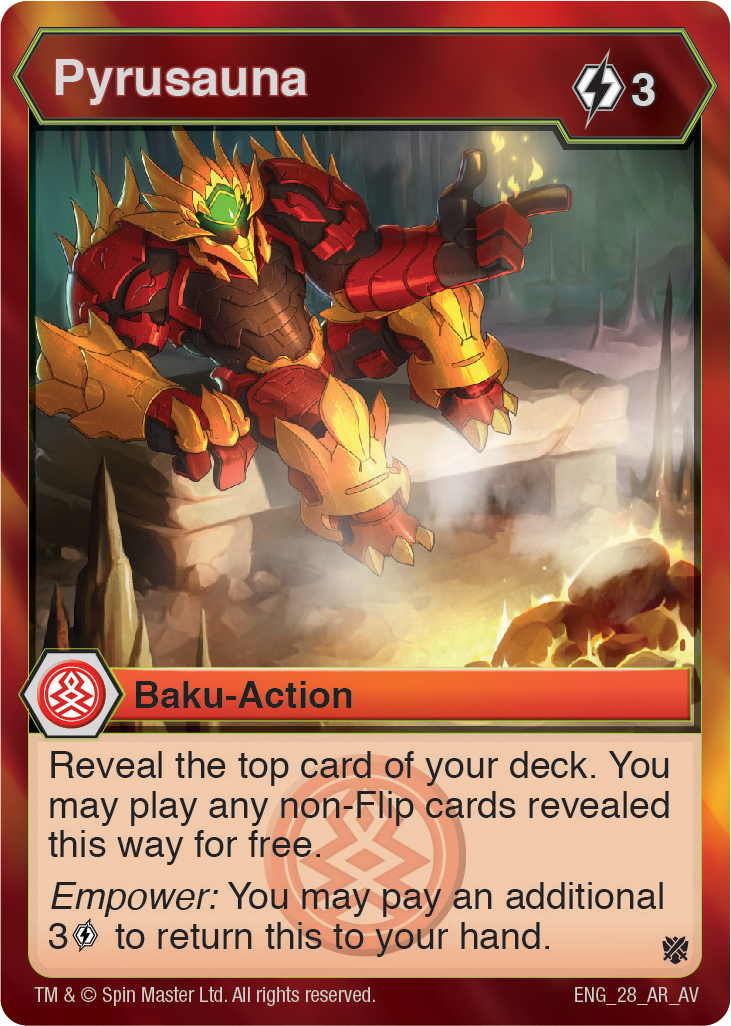 Pyrusauna
3
Baku-Action
Reveal the top card of your deck. You
may play any non-Flip cards revealed
this way for free.
Empower: You may pay an additional
3 to return this to your hand.
TM & © Spin Master Ltd. All rights reserved.
ENG_28_AR_AV